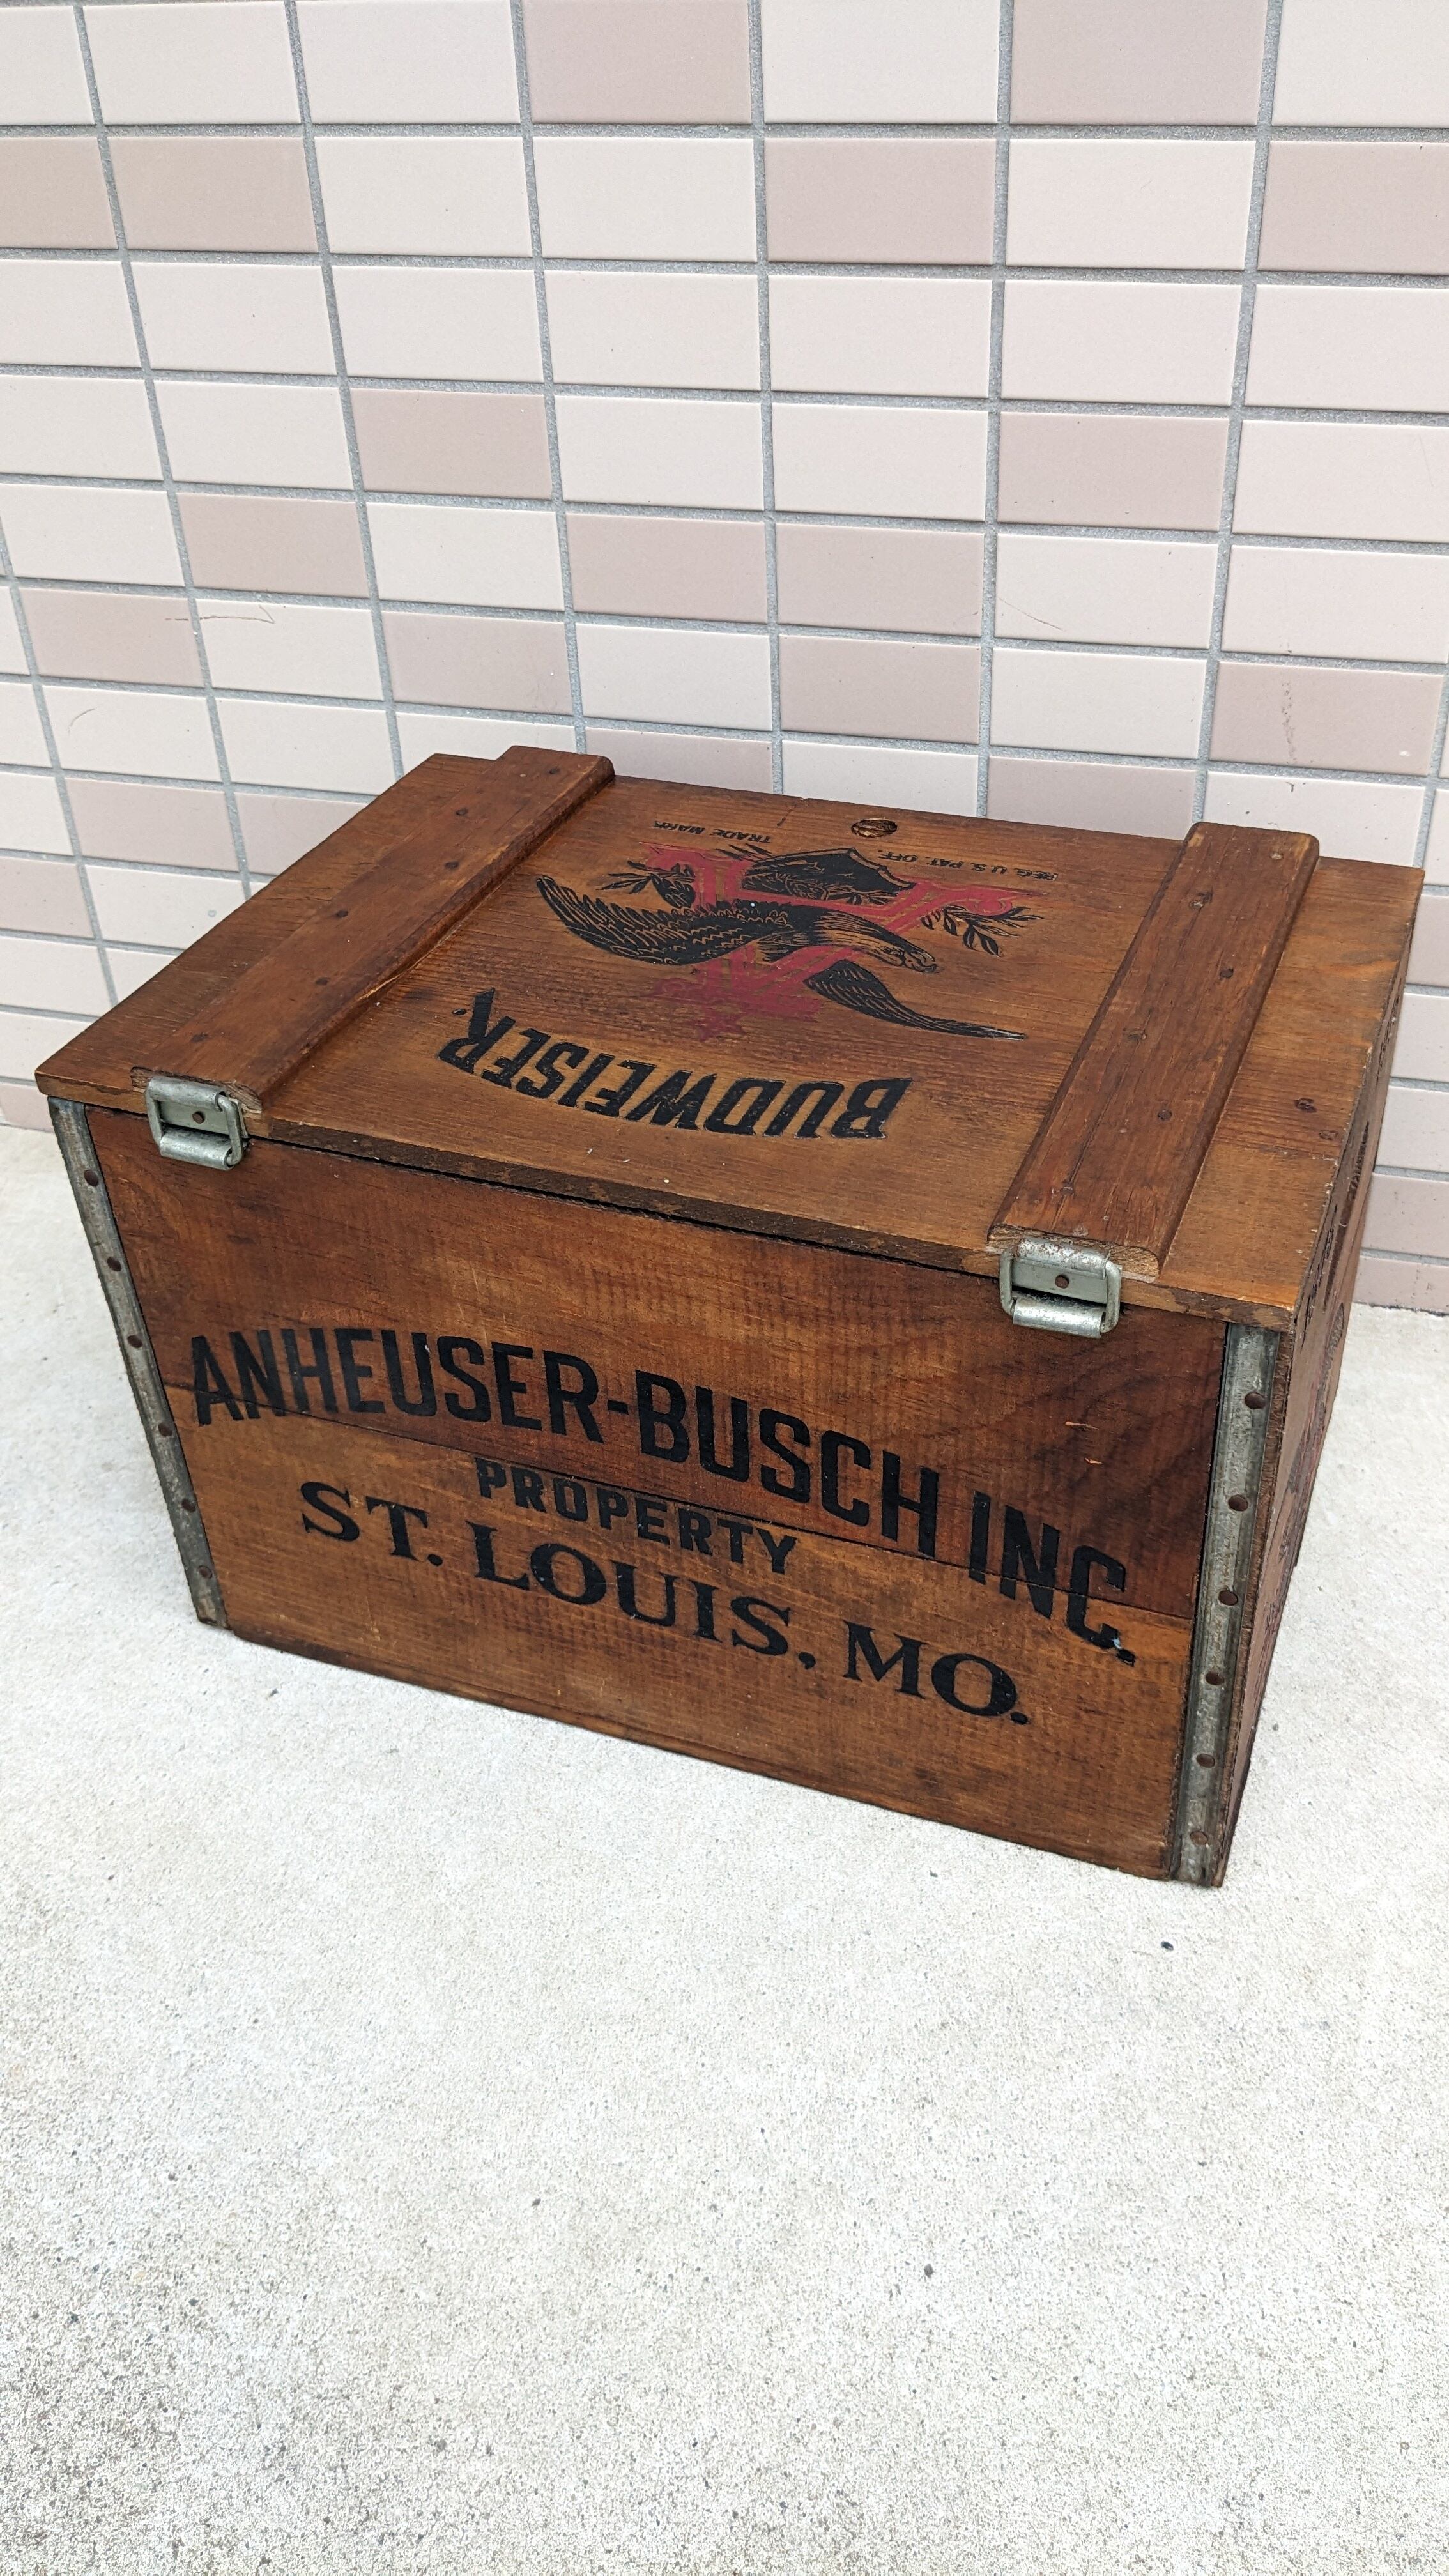 TRADE MARK
REG. U.S. PAT. OFF.
BUDWEISER.
ANHEUSER-BUSCH INC.
PROPERTY
ST. LOUIS, MO.